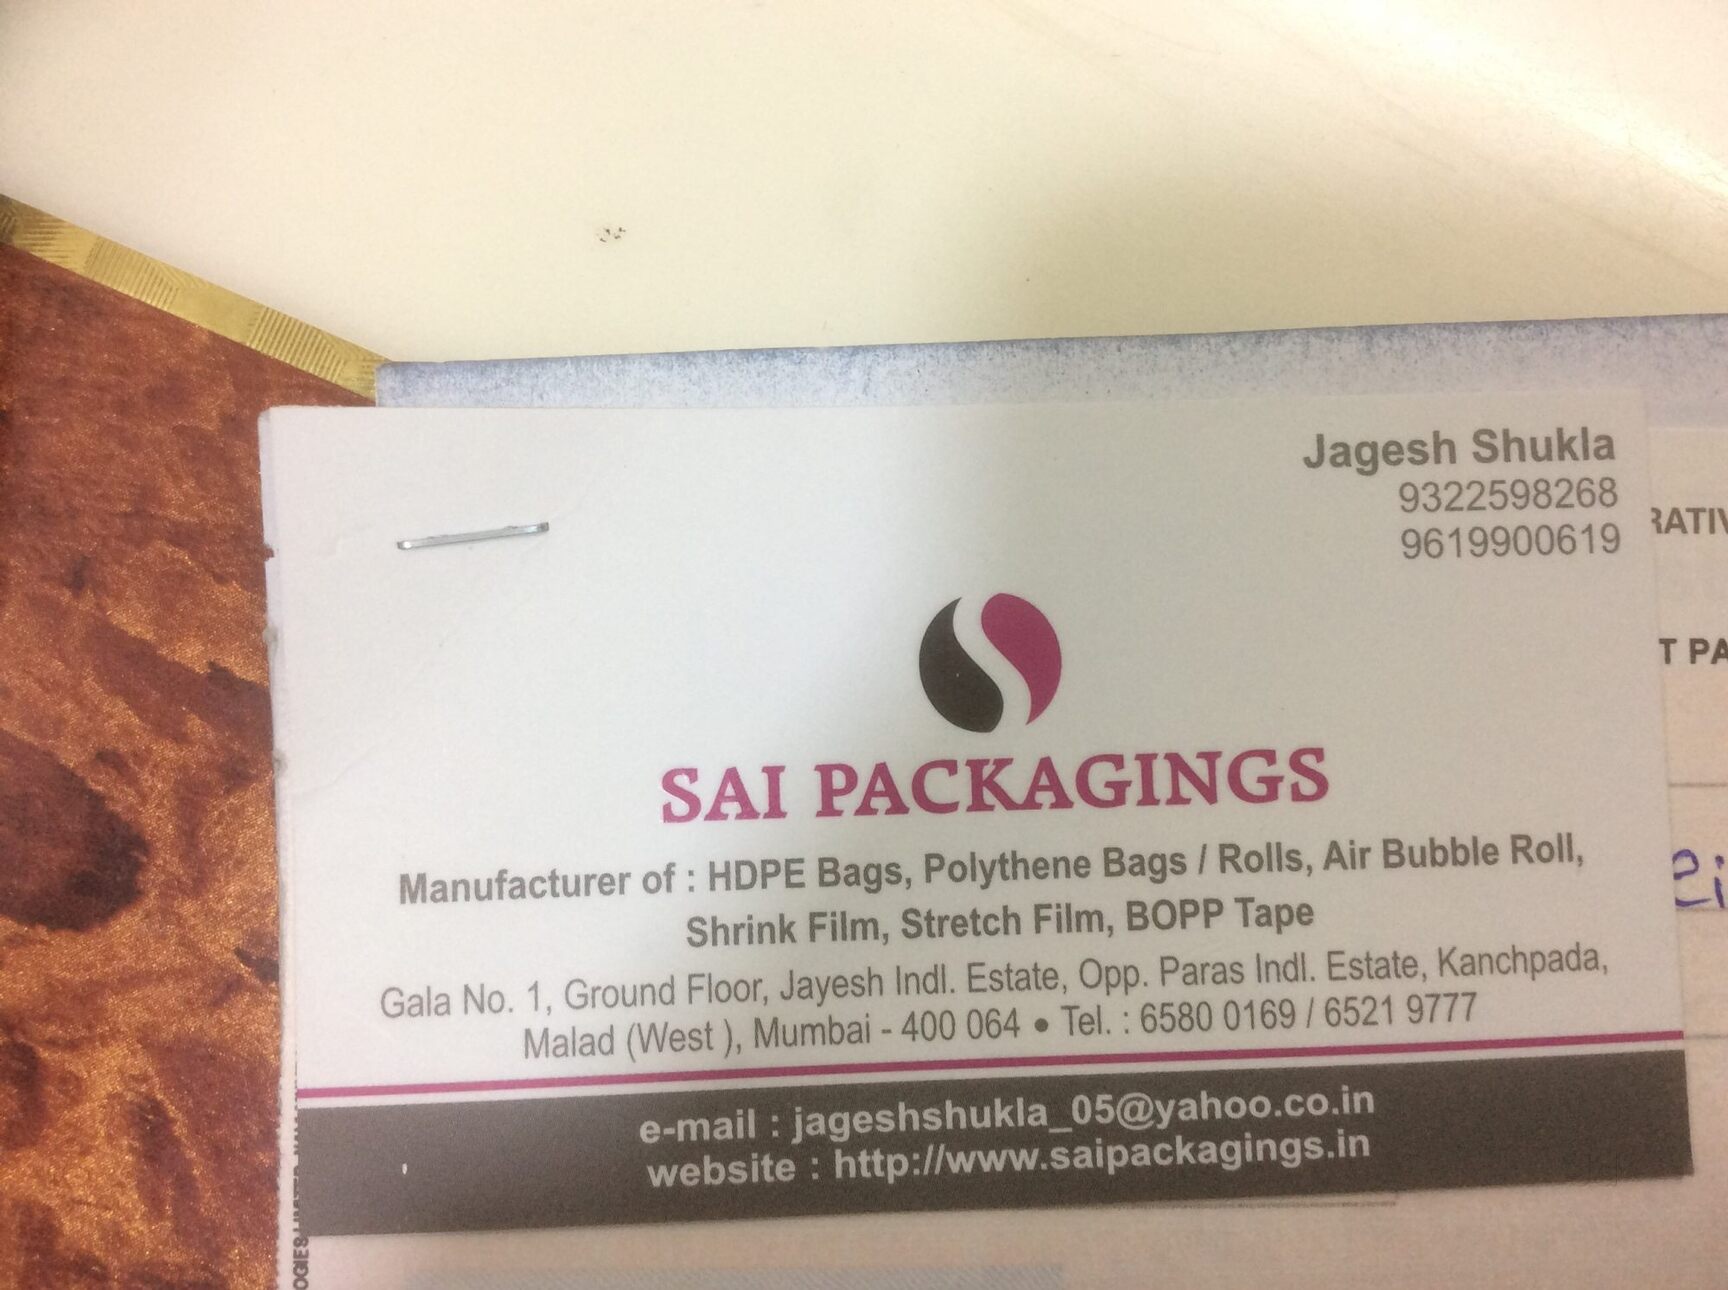 Jagesh Shukla
9322598268
9619900619
SAI PACKAGINGS
Manufacturer of : HDPE Bags, Polythene Bags / Rolls, Air Bubble Roll,
Shrink Film, Stretch Film, BOPP Tape
Gala No. 1, Ground Floor, Jayesh Indl. Estate, Opp. Paras Indl. Estate, Kanchpada,
Malad (West ), Mumbai - 400 064 • Tel. : 6580 0169 / 6521 9777
e-mail : jageshshukla_05@yahoo.co.in
website : http://www.saipackagings.in
T PA